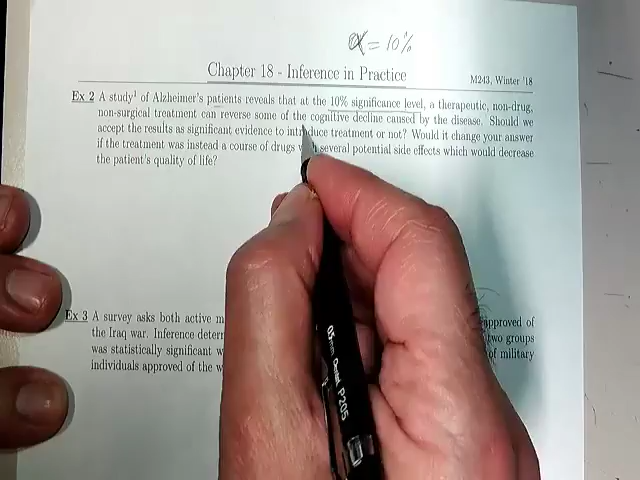 α = 10%
Chapter 18 - Inference in Practice
M243, Winter '18
Ex 2 A study¹ of Alzheimer's patients reveals that at the 10% significance level, a therapeutic, non-drug,
non-surgical treatment can reverse some of the cognitive decline caused by the disease. Should we
accept the results as significant evidence to introduce treatment or not? Would it change your answer
if the treatment was instead a course of drugs several potential side effects which would decrease
the patient's quality of life?
Ex 3 A survey asks both active approved of
the Iraq war. Inference two groups
was statistically significant of military
individuals approved of the
0.5mm Pentel P205